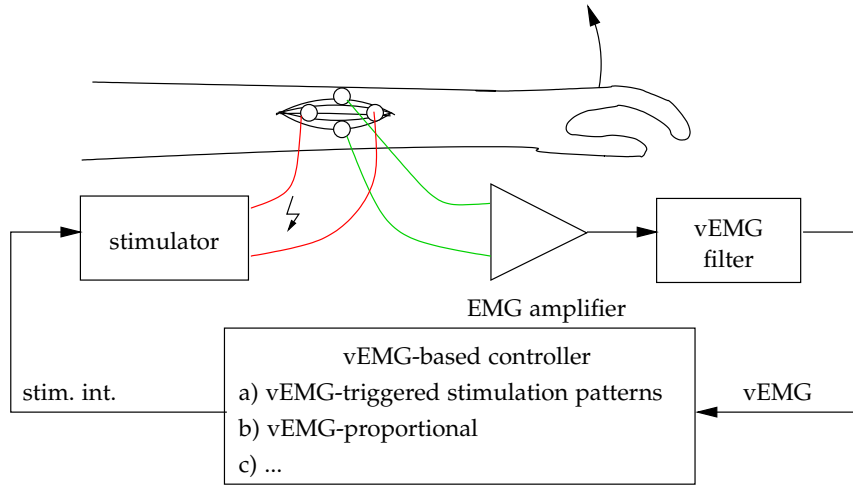 stimulator
vEMG
filter
EMG amplifier
vEMG-based controller
a) vEMG-triggered stimulation patterns
b) vEMG-proportional
c) ...
stim. int.
vEMG